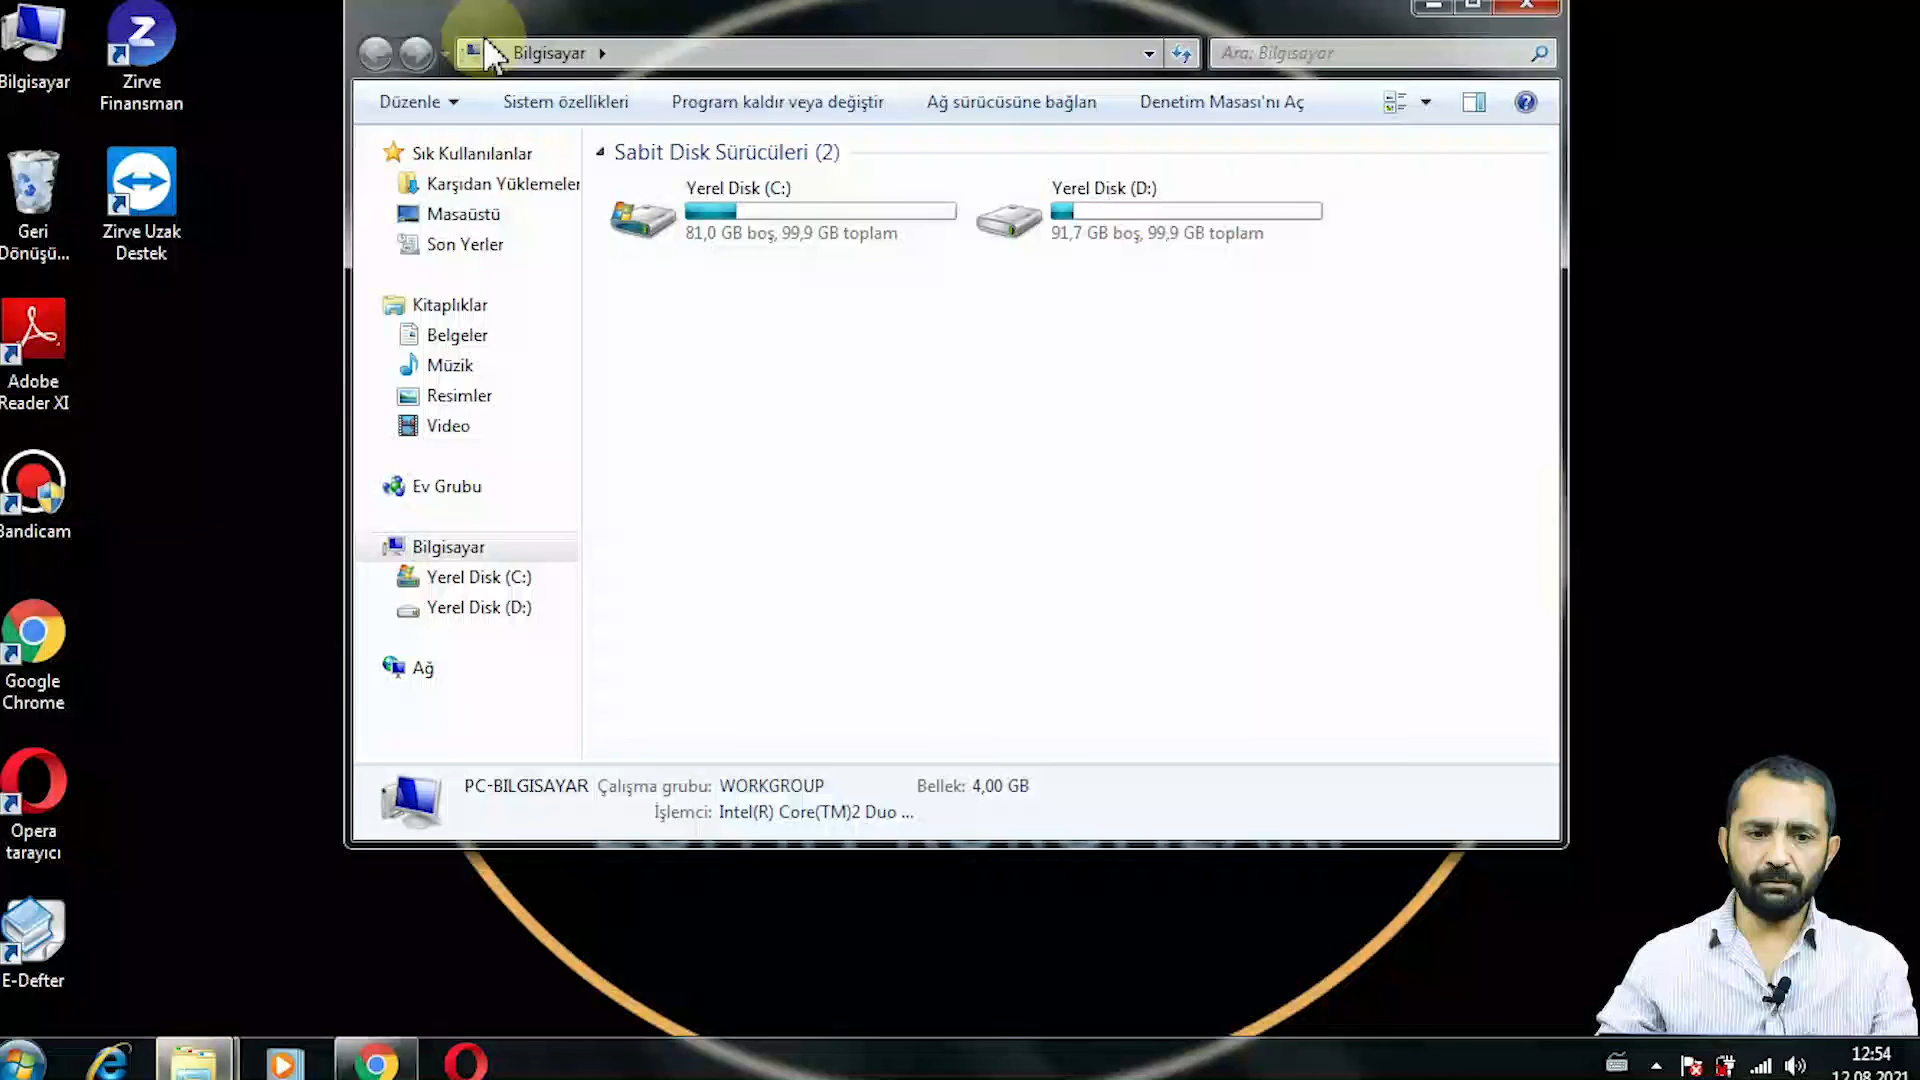 Bilgisayar
Zirve
Finansman
Geri
Dönüşü...
Zirve Uzak
Destek
Adobe
Reader XI
Bandicam
Google
Chrome
Opera
tarayıcı
E-Defter
Bilgisayar
Ara: Bilgisayar
Düzenle
Sistem özellikleri
Program kaldır veya değiştir
Ağ sürücüsüne bağlan
Denetim Masası'nı Aç
Sık Kullanılanlar
Karşıdan Yüklemeler
Masaüstü
Son Yerler
Kitaplıklar
Belgeler
Müzik
Resimler
Video
Ev Grubu
Bilgisayar
Yerel Disk (C:)
Yerel Disk (D:)
Ağ
Sabit Disk Sürücüleri (2)
Yerel Disk (C:)
81,0 GB boş, 99,9 GB toplam
Yerel Disk (D:)
91,7 GB boş, 99,9 GB toplam
PC-BILGISAYAR Çalışma grubu: WORKGROUP Bellek: 4,00 GB
İşlemci: Intel(R) Core(TM)2 Duo ...
12:54
12.08.2021